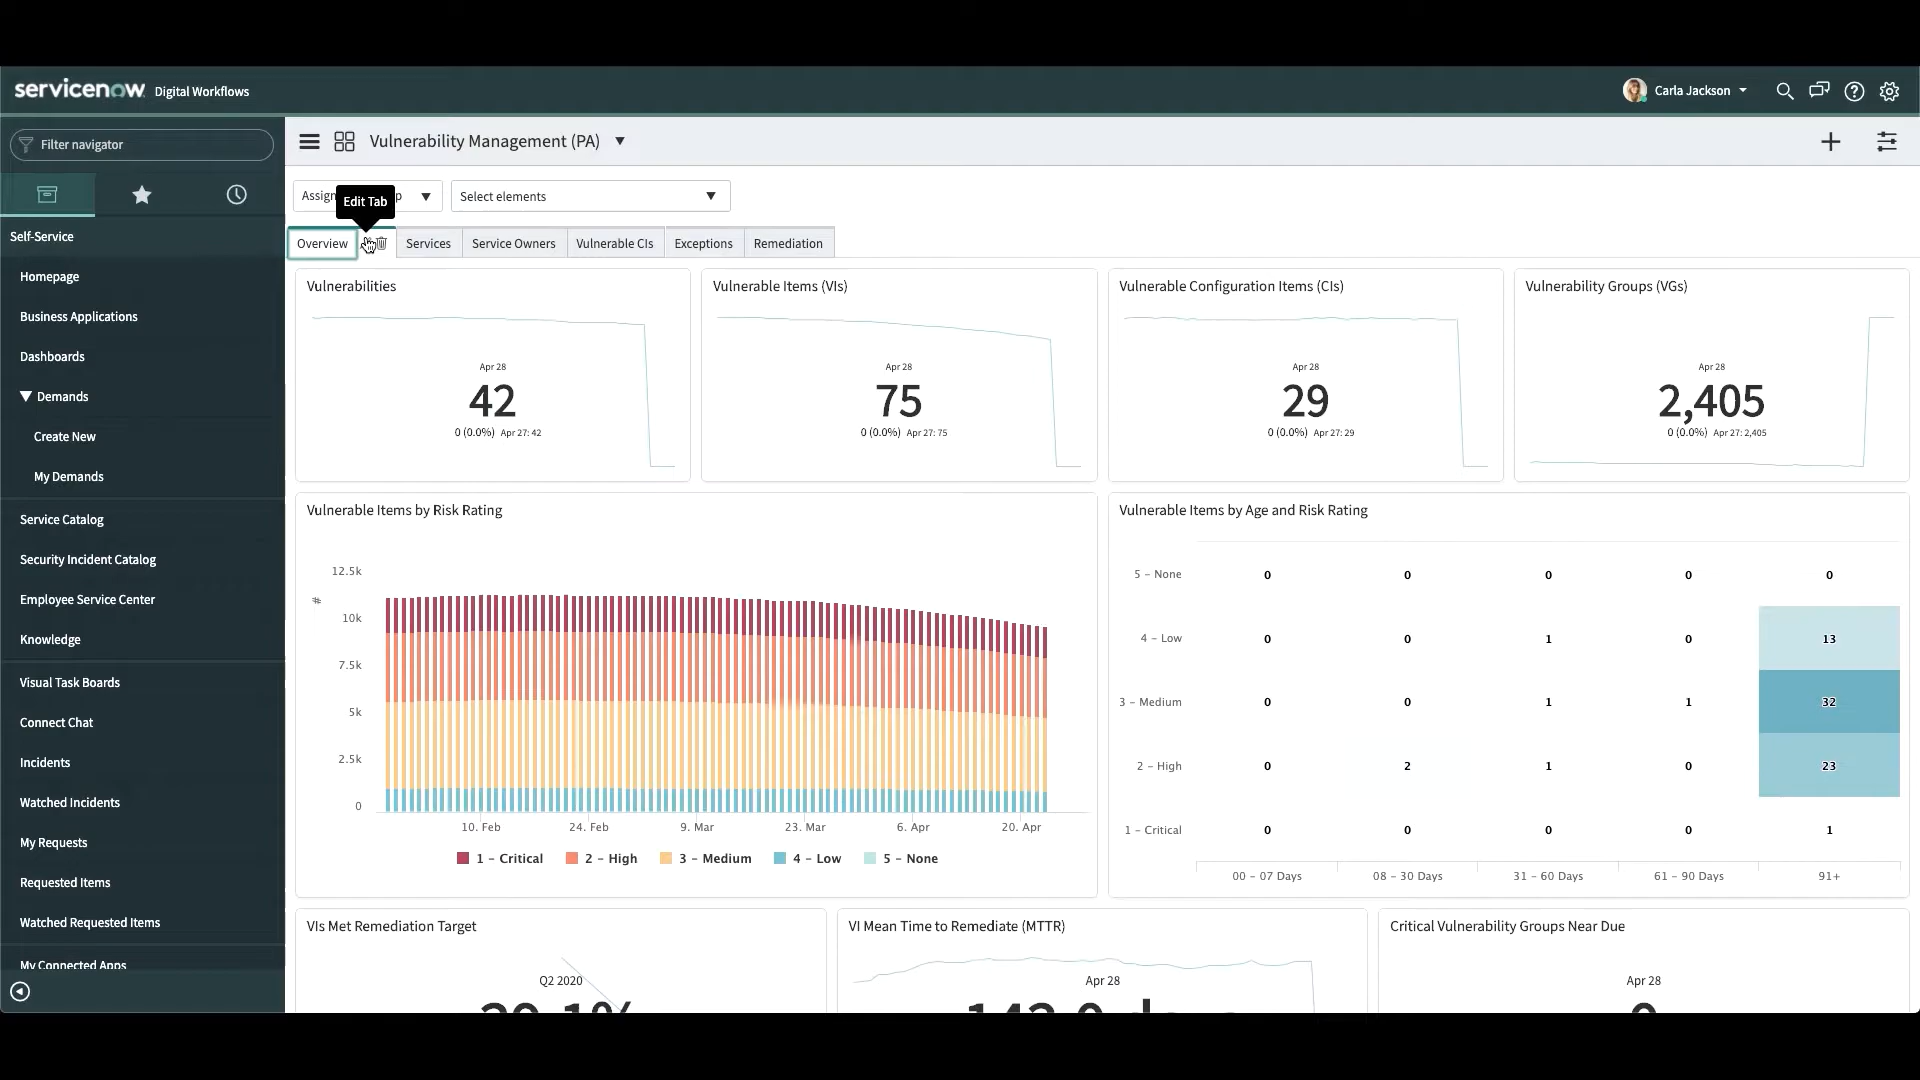 servicenow Digital Workflows
Carla Jackson
Filter navigator
Self-Service
Homepage
Business Applications
Dashboards
Demands
Create New
My Demands
Service Catalog
Security Incident Catalog
Employee Service Center
Knowledge
Visual Task Boards
Connect Chat
Incidents
Watched Incidents
My Requests
Requested Items
Watched Requested Items
My Connected Apps
Vulnerability Management (PA)
Select elements
Edit Tab
Overview Services Service Owners Vulnerable CIs Exceptions Remediation
Vulnerabilities
Apr 28
42
0 (0.0%) Apr 27: 42
Vulnerable Items (VIs)
Apr 28
75
0 (0.0%) Apr 27: 75
Vulnerable Configuration Items (CIs)
Apr 28
29
0 (0.0%) Apr 27: 29
Vulnerability Groups (VGs)
Apr 28
2,405
0 (0.0%) Apr 27: 2,405
Vulnerable Items by Risk Rating
#
12.5k
10k
7.5k
5k
2.5k
0
10. Feb 24. Feb 9. Mar 23. Mar 6. Apr 20. Apr
1 – Critical 2 – High 3 – Medium 4 – Low 5 – None
Vulnerable Items by Age and Risk Rating
5 – None 0 0 0 0 0
4 – Low 0 0 1 0 13
3 – Medium 0 0 1 1 32
2 – High 0 2 1 0 23
1 – Critical 0 0 0 0 1
00 – 07 Days 08 – 30 Days 31 – 60 Days 61 – 90 Days 91+
VIs Met Remediation Target
Q2 2020
VI Mean Time to Remediate (MTTR)
Apr 28
Critical Vulnerability Groups Near Due
Apr 28